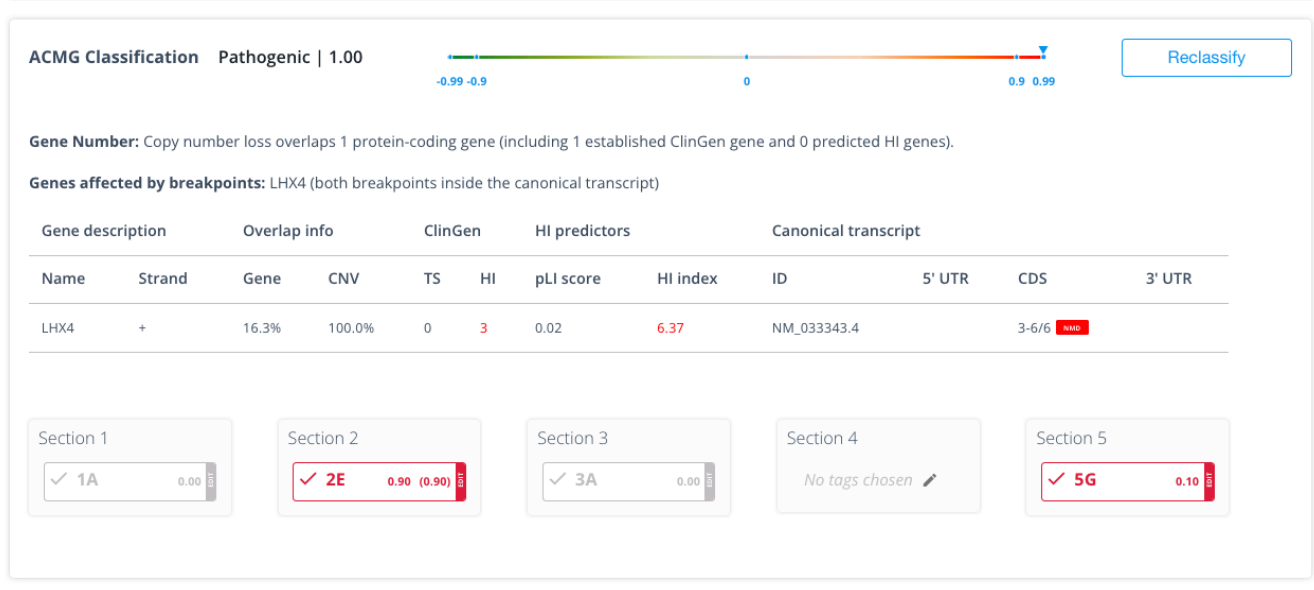 ACMG Classification Pathogenic | 1.00
-0.99 -0.9 0 0.9 0.99
Reclassify
Gene Number: Copy number loss overlaps 1 protein-coding gene (including 1 established ClinGen gene and 0 predicted HI genes).
Genes affected by breakpoints: LHX4 (both breakpoints inside the canonical transcript)
Gene description Overlap info ClinGen HI predictors Canonical transcript
Name Strand Gene CNV TS HI pLI score HI index ID 5' UTR CDS 3' UTR
LHX4 + 16.3% 100.0% 0 3 0.02 6.37 NM_033343.4 3-6/6 NMD
Section 1 Section 2 Section 3 Section 4 Section 5
1A 0.00 EDIT 2E 0.90 (0.90) EDIT 3A 0.00 EDIT No tags chosen 5G 0.10 EDIT